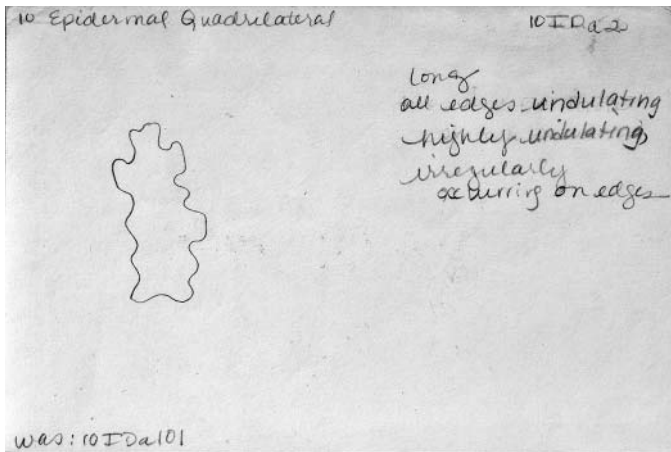 10 Epidermal Quadrilateral
10IDa2
long
all edges undulating
highly undulating
irregularly
occurring on edges
was: 10IDa101